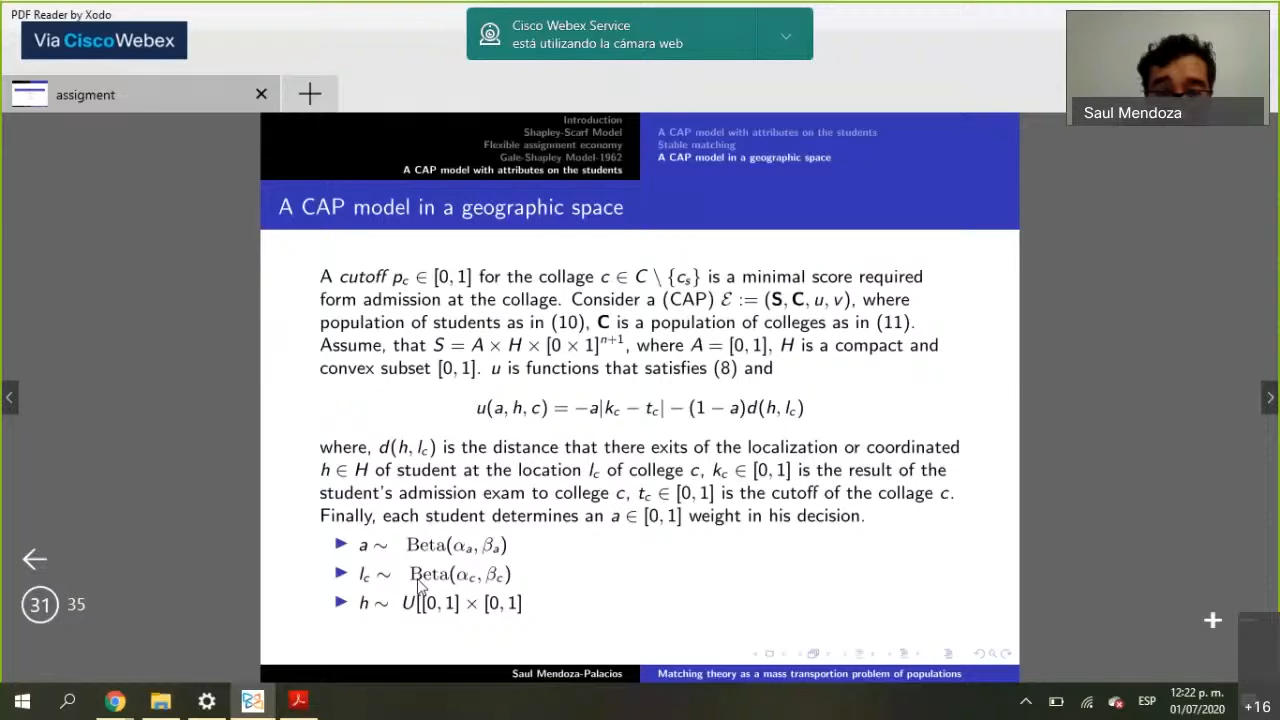 PDF Reader by Xodo
Via CiscoWebex
Cisco Webex Service
está utilizando la cámara web
Saul Mendoza
assigment
Introduction
Shapley-Scarf Model
Flexible assignment economy
Gale-Shapley Model-1962
A CAP model with attributes on the students
A CAP model with attributes on the students
Stable matching
A CAP model in a geographic space
A CAP model in a geographic space
A cutoff p_c ∈ [0, 1] for the collage c ∈ C \ {c_s} is a minimal score required
form admission at the collage. Consider a (CAP) ℰ := (S, C, u, v), where
population of students as in (10), C is a population of colleges as in (11).
Assume, that S = A × H × [0 × 1]^{n+1}, where A = [0, 1], H is a compact and
convex subset [0, 1]. u is functions that satisfies (8) and
u(a, h, c) = −a|k_c − t_c| − (1 − a)d(h, l_c)
where, d(h, l_c) is the distance that there exits of the localization or coordinated
h ∈ H of student at the location l_c of college c, k_c ∈ [0, 1] is the result of the
student's admission exam to college c, t_c ∈ [0, 1] is the cutoff of the collage c.
Finally, each student determines an a ∈ [0, 1] weight in his decision.
a ∼ Beta(α_a, β_a)
l_c ∼ Beta(α_c, β_c)
h ∼ U[[0, 1] × [0, 1]
31 35
Saul Mendoza-Palacios
Matching theory as a mass transportion problem of populations
ESP
12:22 p. m.
01/07/2020
+16